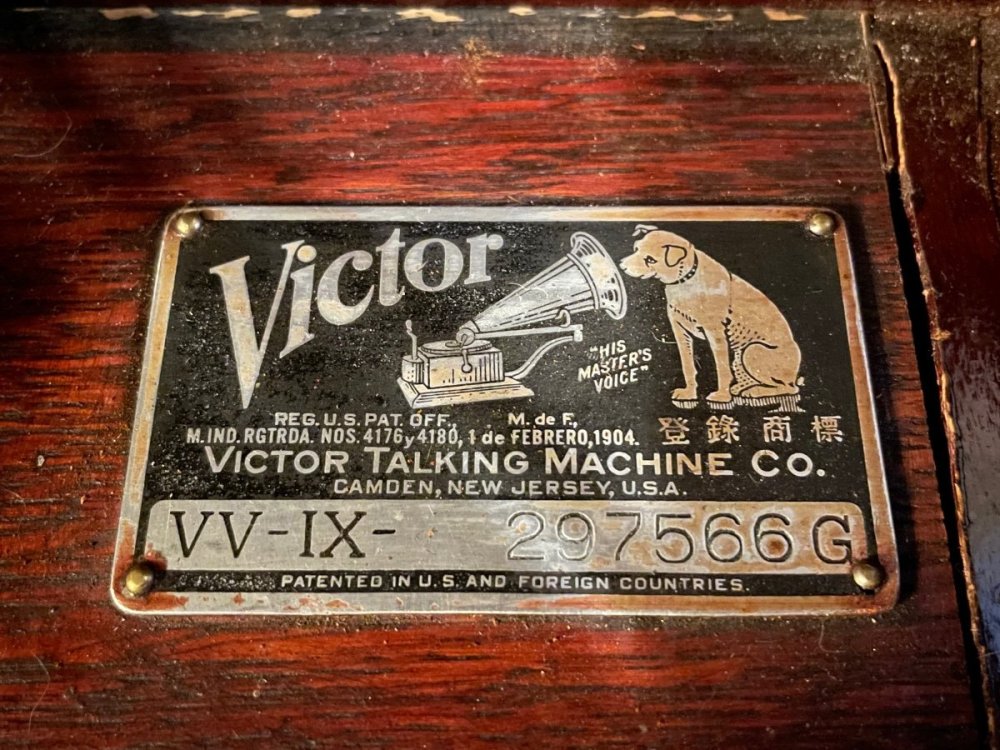 Victor
"HIS
MASTER'S
VOICE"
REG. U.S. PAT. OFF., M. de F.,
M. IND. RGTRDA. NOS. 4176 y 4180, 1 de FEBRERO, 1904.
登錄商標
VICTOR TALKING MACHINE CO.
CAMDEN, NEW JERSEY, U.S.A.
VV-IX- 297566 G
PATENTED IN U.S. AND FOREIGN COUNTRIES.